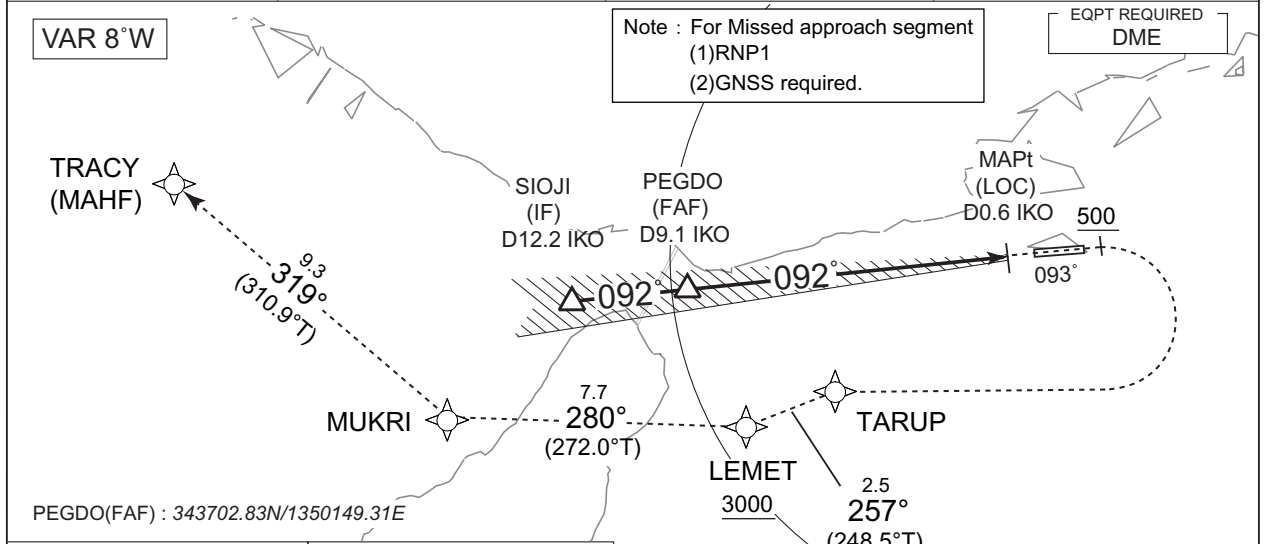 VAR 8°W
Note : For Missed approach segment
(1)RNP1
(2)GNSS required.
EQPT REQUIRED
DME
TRACY
(MAHF)
SIOJI
(IF)
D12.2 IKO
PEGDO
(FAF)
D9.1 IKO
MAPt
(LOC)
D0.6 IKO
500
092°
092°
093°
9.3
319°
(310.9°T)
MUKRI
7.7
280°
(272.0°T)
LEMET
3000
TARUP
2.5
257°
(248.5°T)
PEGDO(FAF) : 343702.83N/1350149.31E